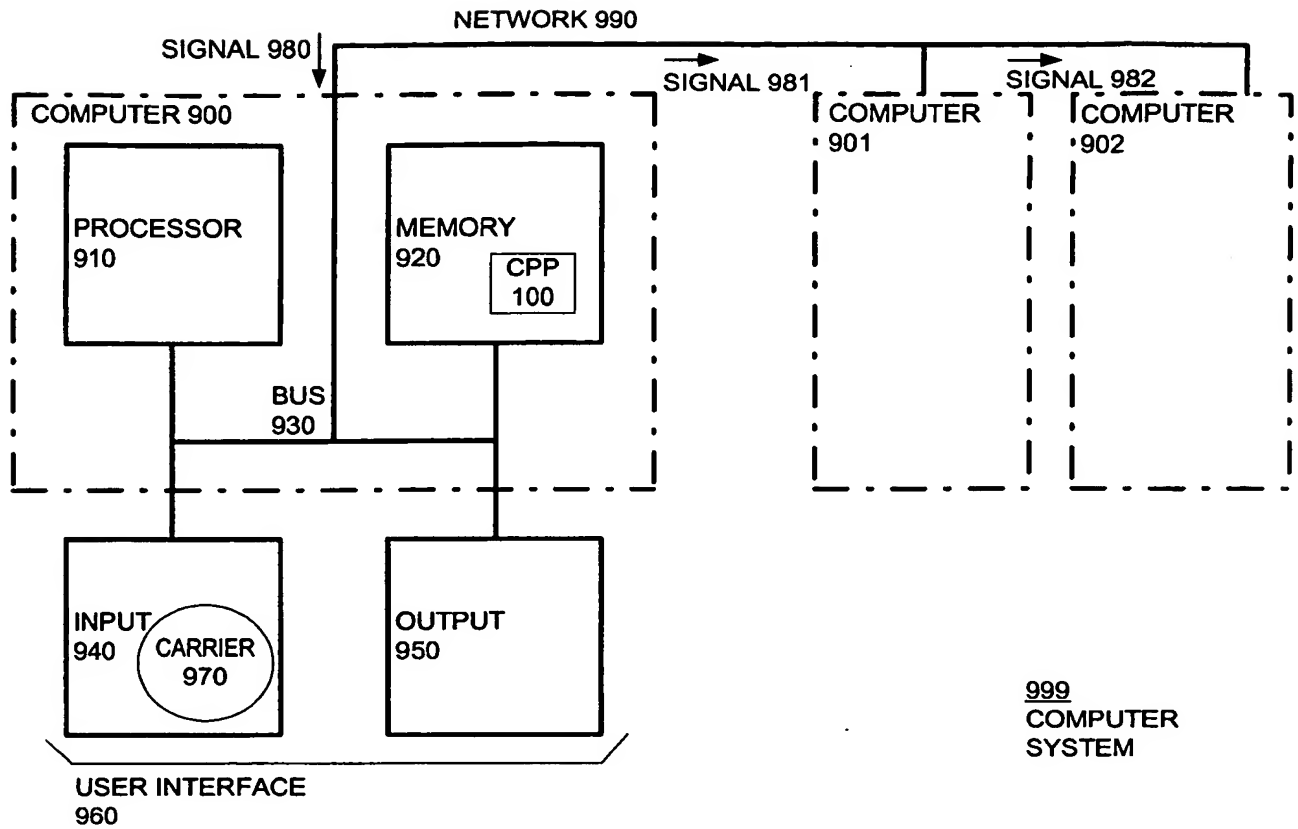 NETWORK 990
SIGNAL 980
SIGNAL 981
SIGNAL 982
COMPUTER 900
COMPUTER
901
COMPUTER
902
PROCESSOR
910
MEMORY
920
CPP
100
BUS
930
INPUT
940
CARRIER
970
OUTPUT
950
999
COMPUTER
SYSTEM
USER INTERFACE
960